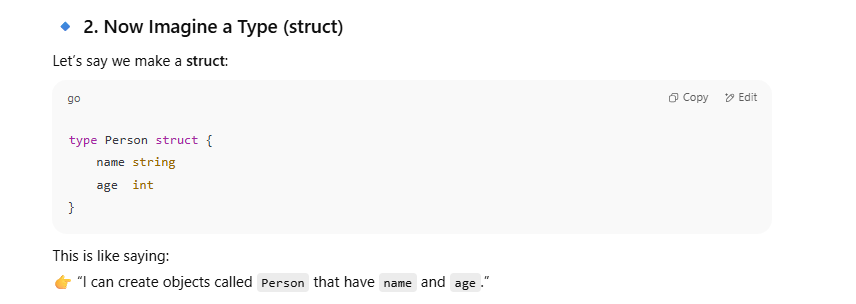 🔹 2. Now Imagine a Type (struct)
Let’s say we make a struct:
go
Copy Edit
type Person struct {
    name string
    age  int
}
This is like saying:
👉 “I can create objects called Person that have name and age.”